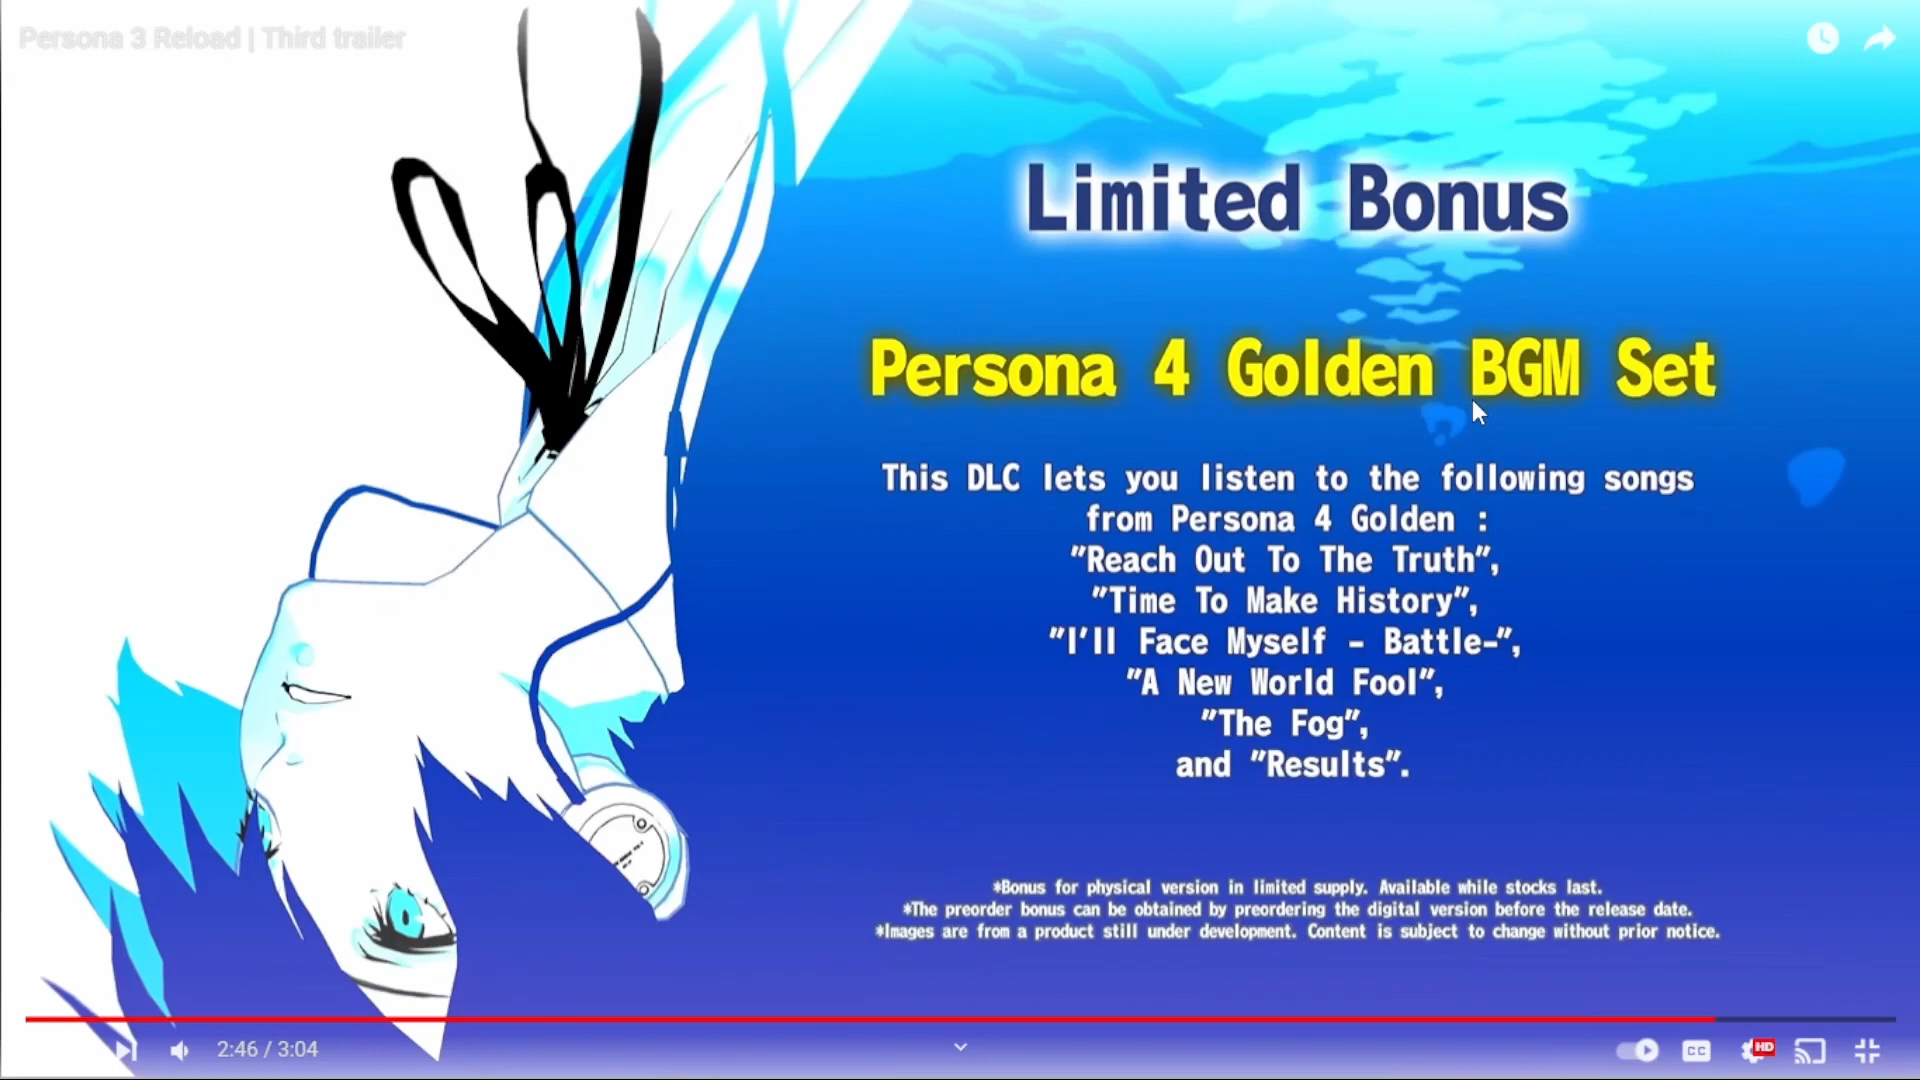 Persona 3 Reload | Third trailer
Limited Bonus
Persona 4 Golden BGM Set
This DLC lets you listen to the following songs
from Persona 4 Golden :
"Reach Out To The Truth",
"Time To Make History",
"I'll Face Myself - Battle-",
"A New World Fool",
"The Fog",
and "Results".
*Bonus for physical version in limited supply. Available while stocks last.
*The preorder bonus can be obtained by preordering the digital version before the release date.
*Images are from a product still under development. Content is subject to change without prior notice.
2:46 / 3:04
CC
HD